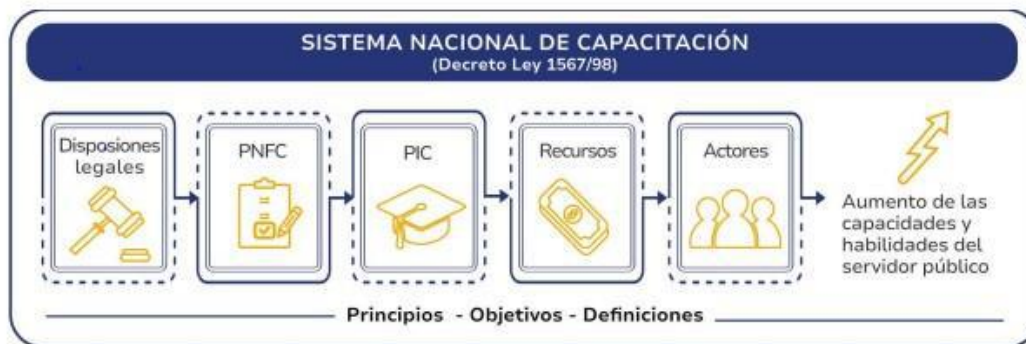 SISTEMA NACIONAL DE CAPACITACIÓN
(Decreto Ley 1567/98)
Disposiones
legales
PNFC
PIC
Recursos
Actores
Aumento de las
capacidades y
habilidades del
servidor público
Principios - Objetivos - Definiciones